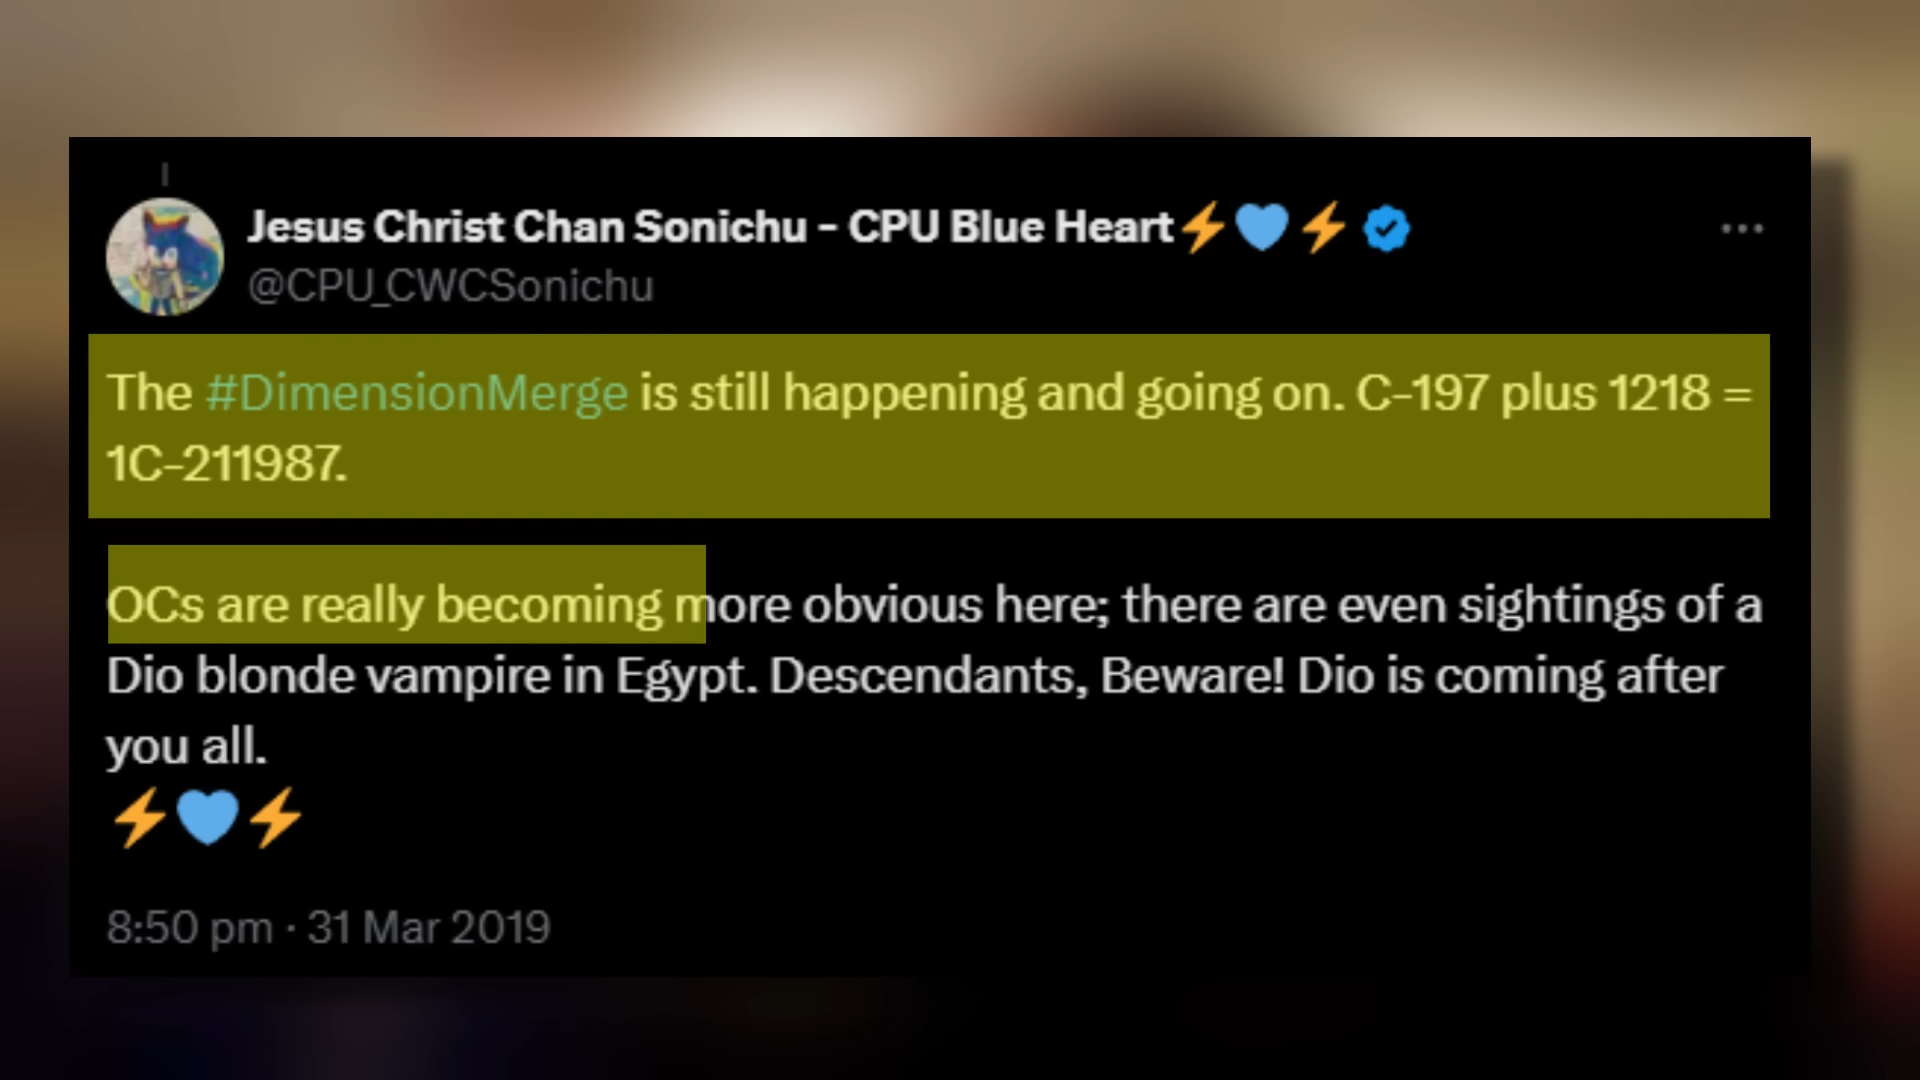 Jesus Christ Chan Sonichu - CPU Blue Heart⚡💙⚡
@CPU_CWCSonichu
The #DimensionMerge is still happening and going on. C-197 plus 1218 =
1C-211987.
OCs are really becoming more obvious here; there are even sightings of a
Dio blonde vampire in Egypt. Descendants, Beware! Dio is coming after
you all.
⚡💙⚡
8:50 pm · 31 Mar 2019